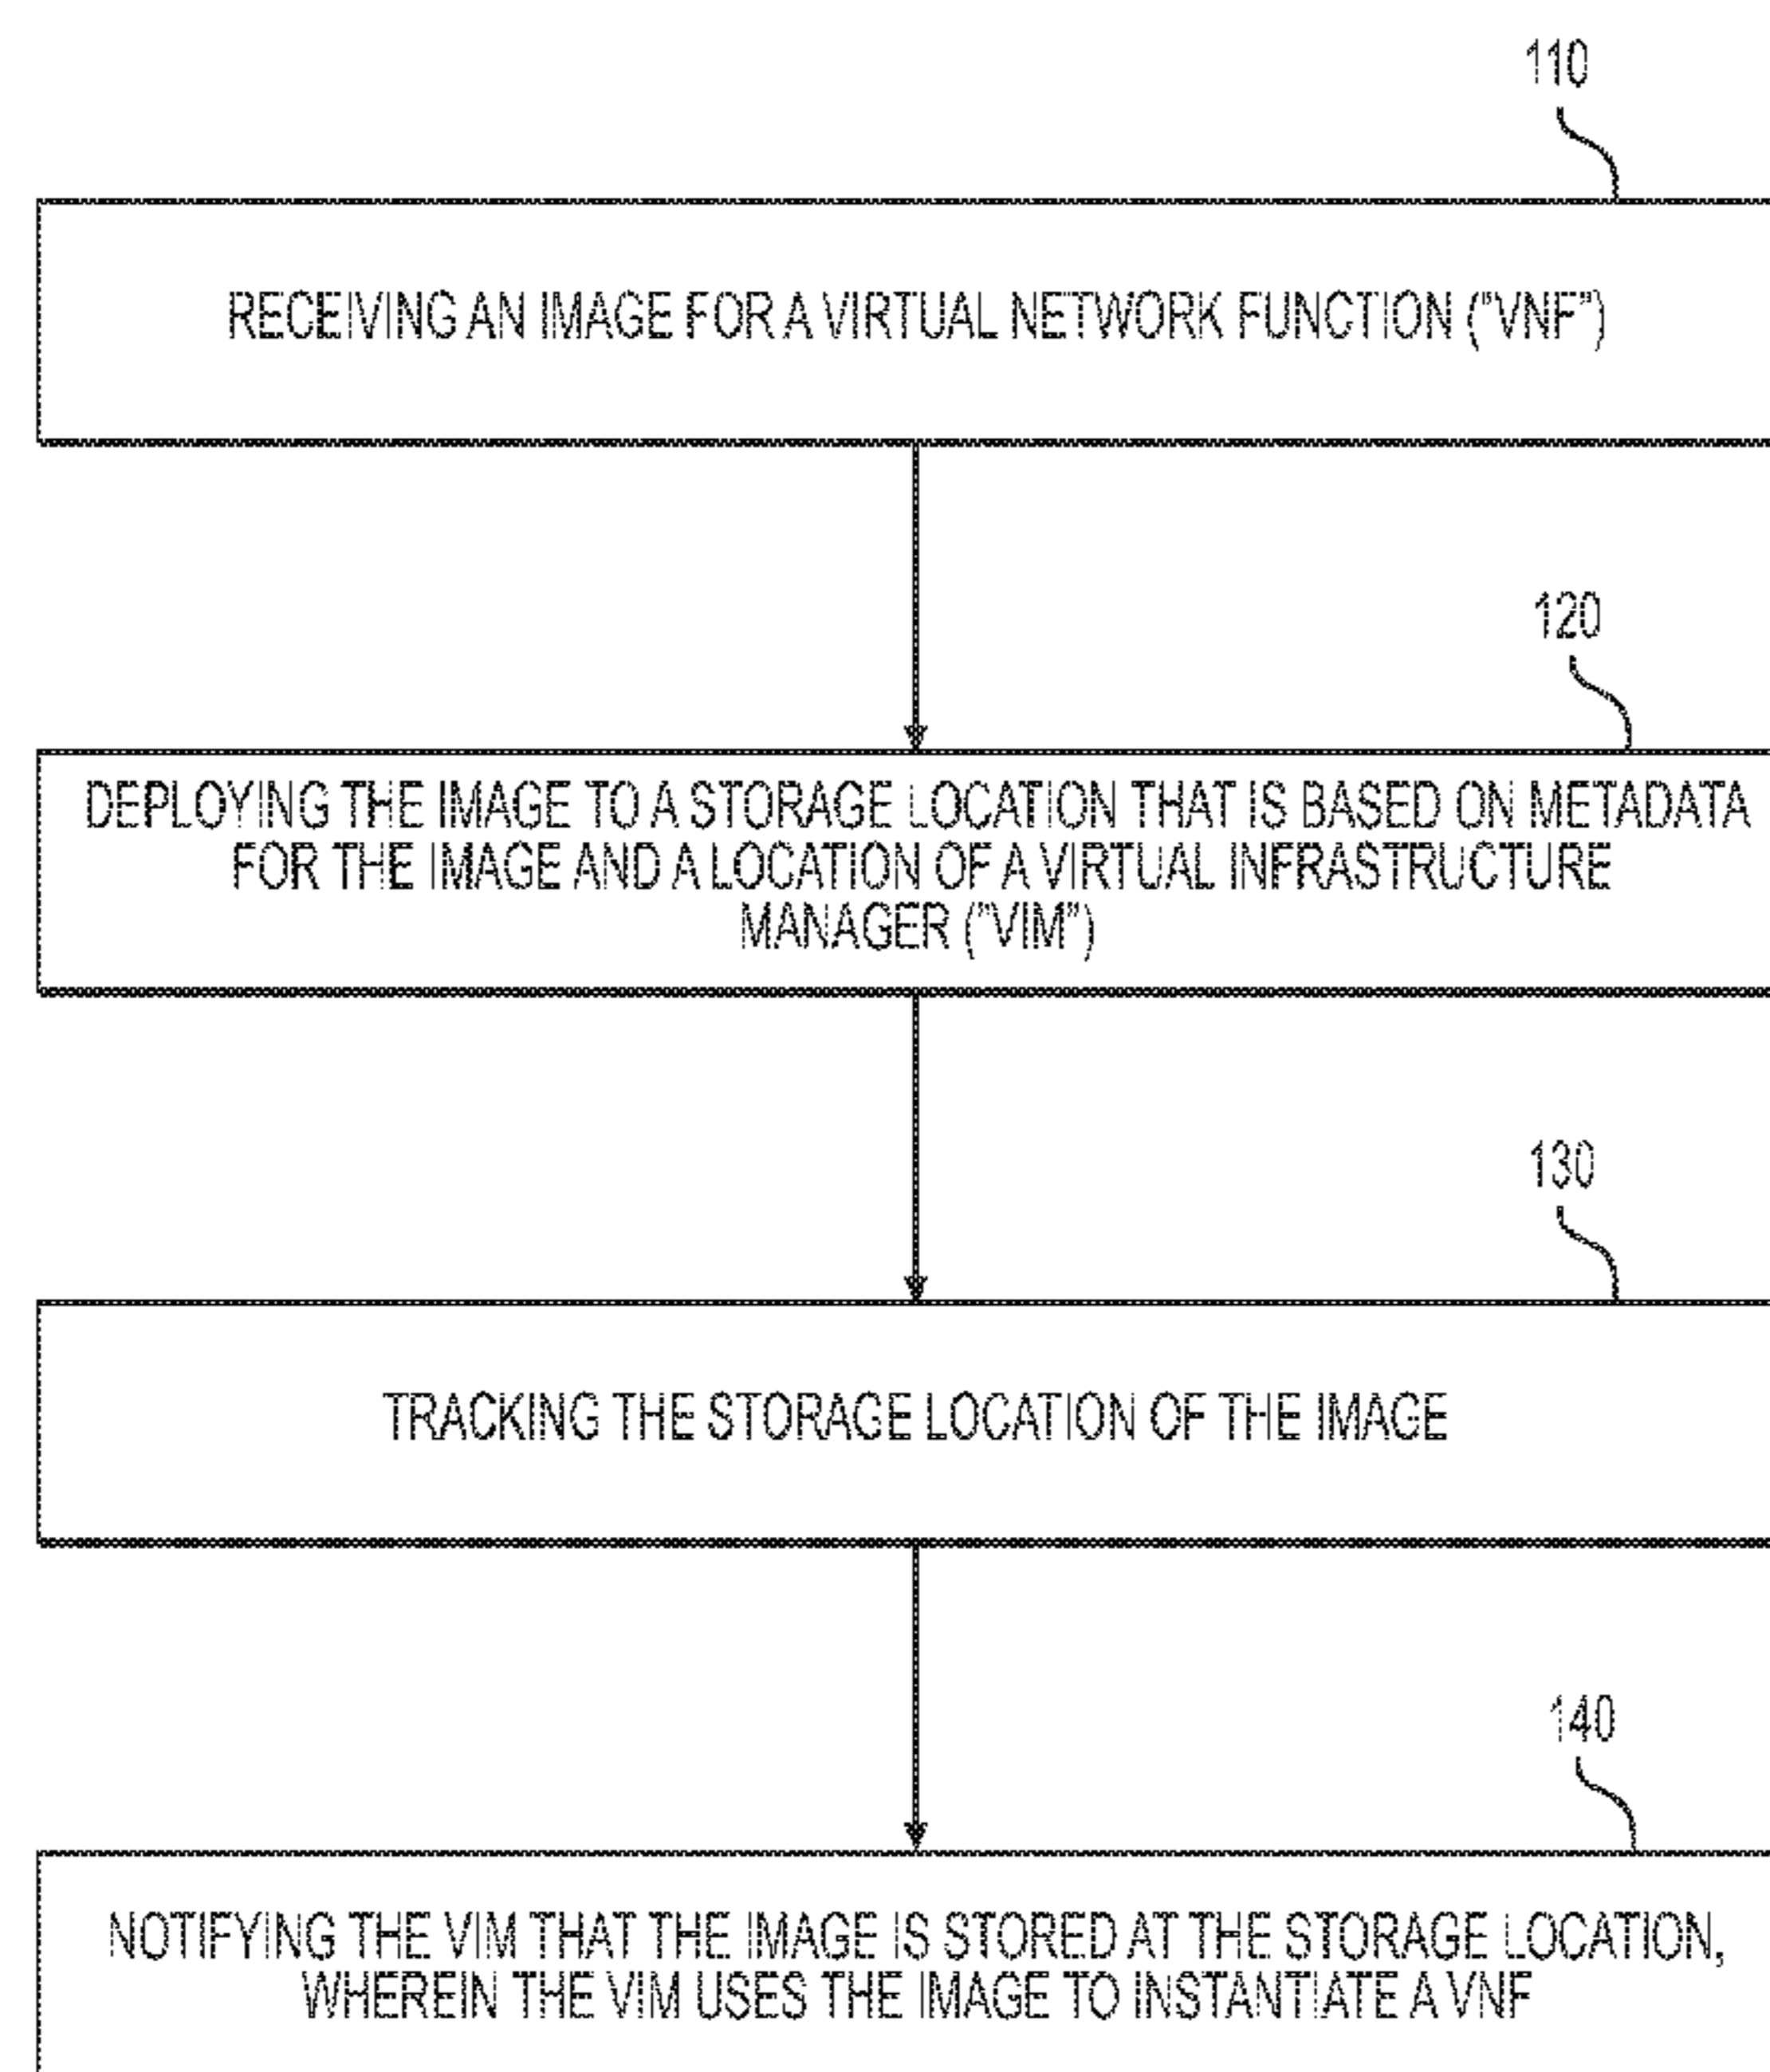 110
RECEIVING AN IMAGE FOR A VIRTUAL NETWORK FUNCTION ("VNF")
120
DEPLOYING THE IMAGE TO A STORAGE LOCATION THAT IS BASED ON METADATA
FOR THE IMAGE AND A LOCATION OF A VIRTUAL INFRASTRUCTURE
MANAGER ("VIM")
130
TRACKING THE STORAGE LOCATION OF THE IMAGE
140
NOTIFYING THE VIM THAT THE IMAGE IS STORED AT THE STORAGE LOCATION,
WHEREIN THE VIM USES THE IMAGE TO INSTANTIATE A VNF